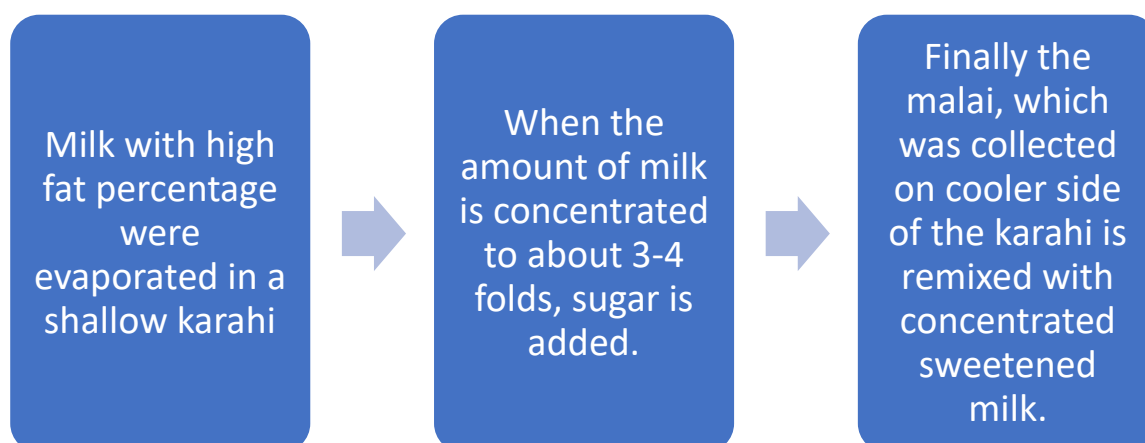 Milk with high
fat percentage
were
evaporated in a
shallow karahi
When the
amount of milk
is concentrated
to about 3-4
folds, sugar is
added.
Finally the
malai, which
was collected
on cooler side
of the karahi is
remixed with
concentrated
sweetened
milk.